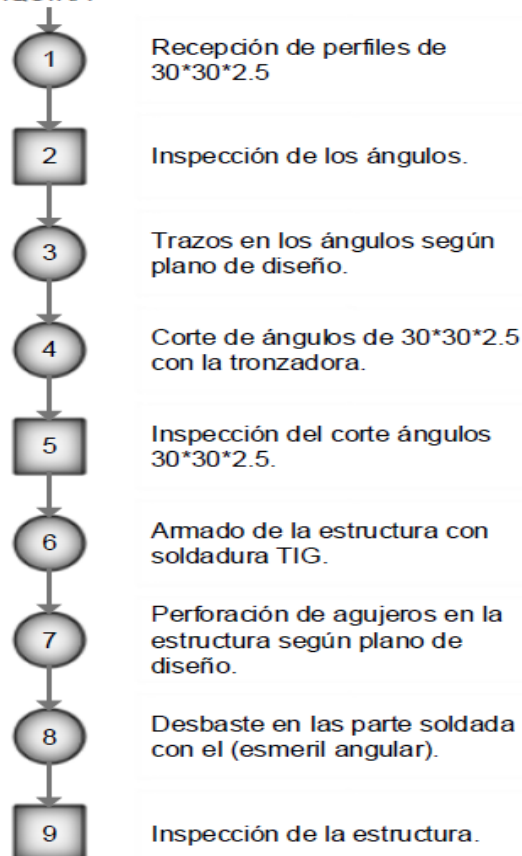 1
Recepción de perfiles de
30*30*2.5
2
Inspección de los ángulos.
3
Trazos en los ángulos según
plano de diseño.
4
Corte de ángulos de 30*30*2.5
con la tronzadora.
5
Inspección del corte ángulos
30*30*2.5.
6
Armado de la estructura con
soldadura TIG.
7
Perforación de agujeros en la
estructura según plano de
diseño.
8
Desbaste en las parte soldada
con el (esmeril angular).
9
Inspección de la estructura.